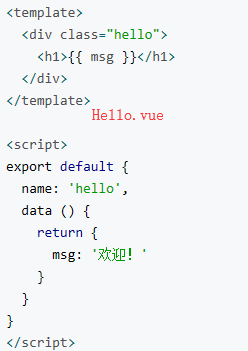 <template>
  <div class="hello">
    <h1>{{ msg }}</h1>
  </div>
</template>
Hello.vue
<script>
export default {
  name: 'hello',
  data () {
    return {
      msg: '欢迎！'
    }
  }
}
</script>